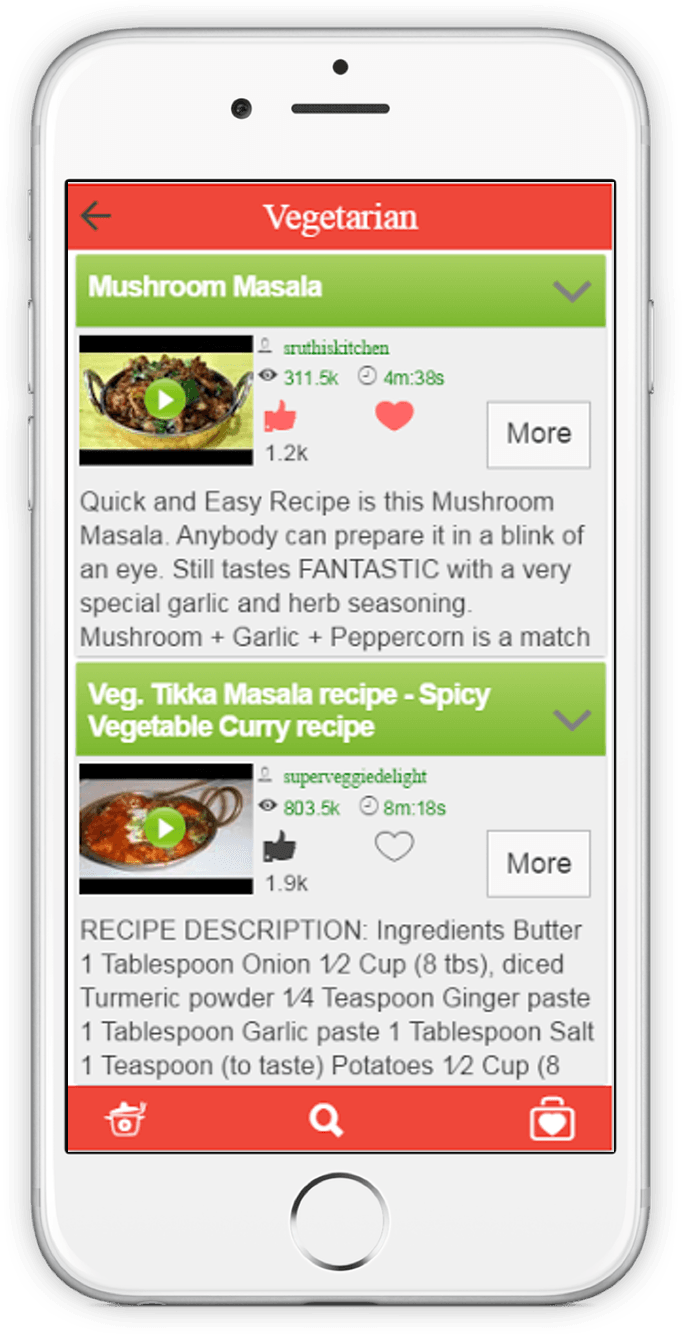 Vegetarian
Mushroom Masala
sruthiskitchen
311.5k 4m:38s
1.2k
More
Quick and Easy Recipe is this Mushroom
Masala. Anybody can prepare it in a blink of
an eye. Still tastes FANTASTIC with a very
special garlic and herb seasoning.
Mushroom + Garlic + Peppercorn is a match
Veg. Tikka Masala recipe - Spicy
Vegetable Curry recipe
superveggiedelight
803.5k 8m:18s
1.9k
More
RECIPE DESCRIPTION: Ingredients Butter
1 Tablespoon Onion 1⁄2 Cup (8 tbs), diced
Turmeric powder 1⁄4 Teaspoon Ginger paste
1 Tablespoon Garlic paste 1 Tablespoon Salt
1 Teaspoon (to taste) Potatoes 1⁄2 Cup (8